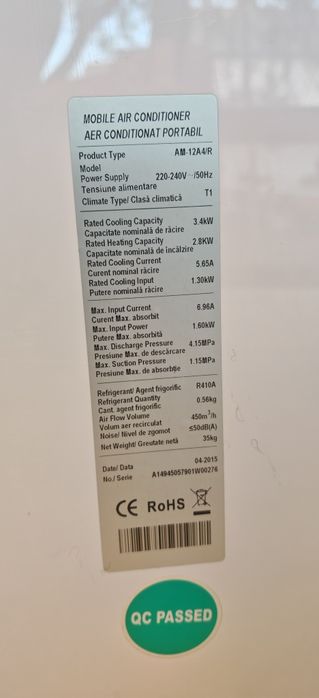 MOBILE AIR CONDITIONER
AER CONDITIONAT PORTABIL
Product Type AM-12A4/R
Model
Power Supply 220-240V~/50Hz
Tensiune alimentare
Climate Type/ Clasă climatică T1
Rated Cooling Capacity 3.4kW
Capacitate nominală de răcire
Rated Heating Capacity 2.8KW
Capacitate nominală de încălzire
Rated Cooling Current 5.65A
Curent nominal răcire
Rated Cooling Input 1.30kW
Putere nominală răcire
Max. Input Current 6.96A
Curent Max. absorbit
Max. Input Power 1.60kW
Putere Max. absorbită
Max. Discharge Pressure 4.15MPa
Presiune Max. de descărcare
Max. Suction Pressure 1.15MPa
Presiune Max. de absorbție
Refrigerant/ Agent frigorific R410A
Refrigerant Quantity 0.56kg
Cant. agent frigorific
Air Flow Volume 450m³/h
Volum aer recirculat
Noise/ Nivel de zgomot ≤50dB(A)
Net Weight/ Greutate netă 35kg
Date/ Data 04-2015
No./ Serie A14945057901W00276
CE RoHS
QC PASSED